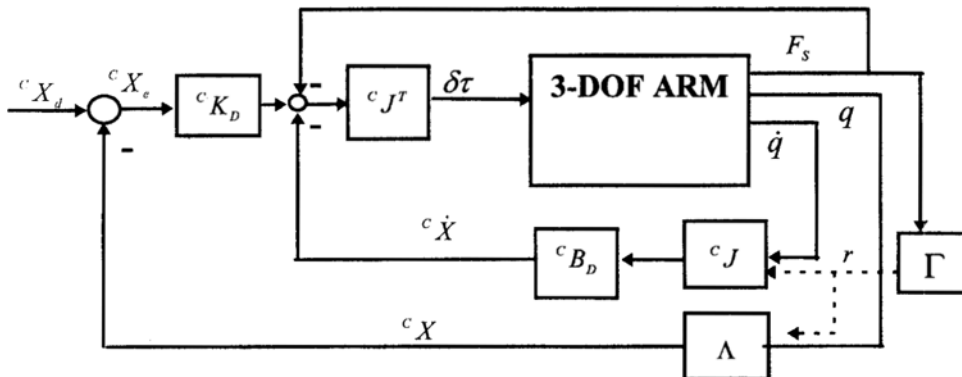 C X_d
C X_e
C K_D
C J^T
δτ
3-DOF ARM
F_S
q
q̇
C Ẋ
C B_D
C J
r
Γ
C X
Λ